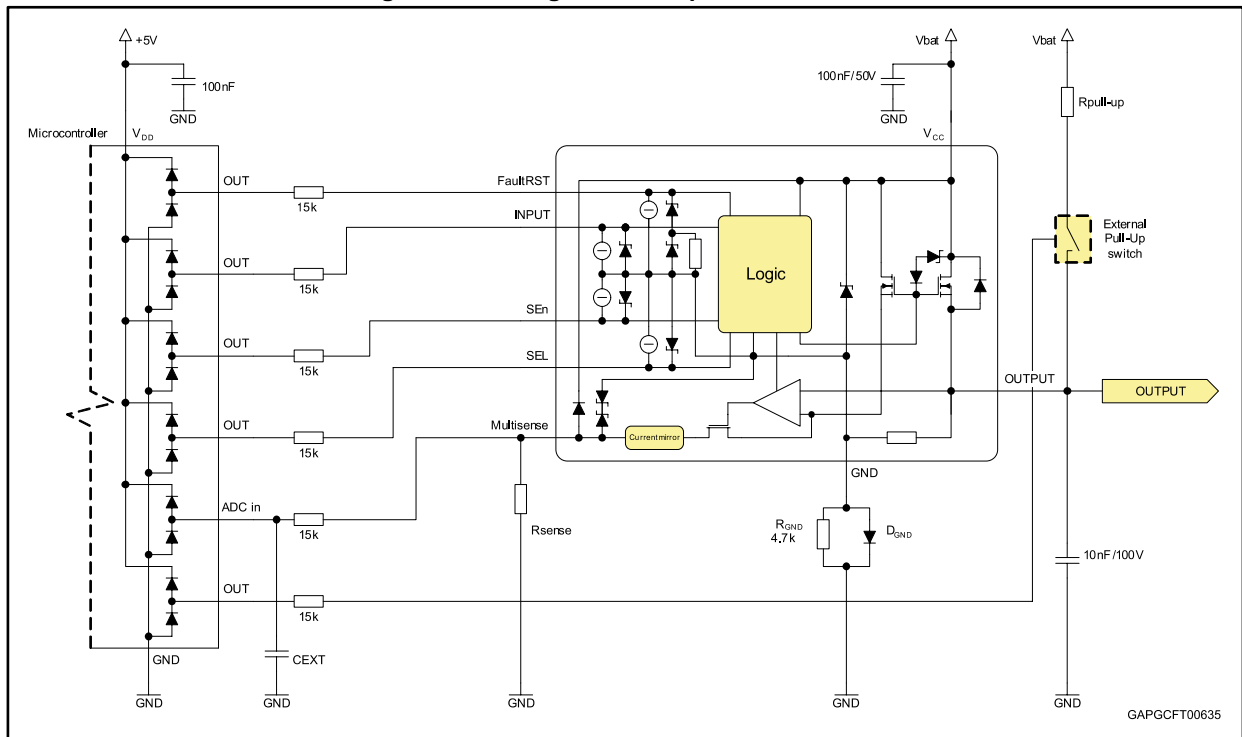 +5V
Vbat
Vbat
100nF
100nF/50V
GND
GND
Rpull-up
Microcontroller
VDD
VCC
OUT
15k
FaultRST
INPUT
OUT
15k
Logic
External
Pull-Up
switch
SEn
OUT
15k
SEL
OUTPUT
OUTPUT
OUT
15k
Multisense
Currentmirror
GND
ADC in
15k
Rsense
RGND
4.7k
DGND
10nF/100V
OUT
15k
GND
CEXT
GND
GND
GND
GND
GND
GAPGCFT00635